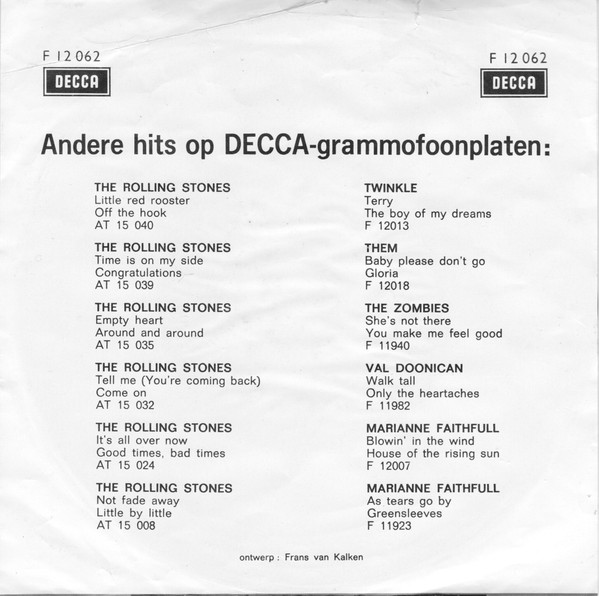 F 12 062
DECCA
F 12 062
DECCA
Andere hits op DECCA-grammofoonplaten:
THE ROLLING STONES
Little red rooster
Off the hook
AT 15 040
THE ROLLING STONES
Time is on my side
Congratulations
AT 15 039
THE ROLLING STONES
Empty heart
Around and around
AT 15 035
THE ROLLING STONES
Tell me (You're coming back)
Come on
AT 15 032
THE ROLLING STONES
It's all over now
Good times, bad times
AT 15 024
THE ROLLING STONES
Not fade away
Little by little
AT 15 008
TWINKLE
Terry
The boy of my dreams
F 12013
THEM
Baby please don't go
Gloria
F 12018
THE ZOMBIES
She's not there
You make me feel good
F 11940
VAL DOONICAN
Walk tall
Only the heartaches
F 11982
MARIANNE FAITHFULL
Blowin' in the wind
House of the rising sun
F 12007
MARIANNE FAITHFULL
As tears go by
Greensleeves
F 11923
ontwerp : Frans van Kalken